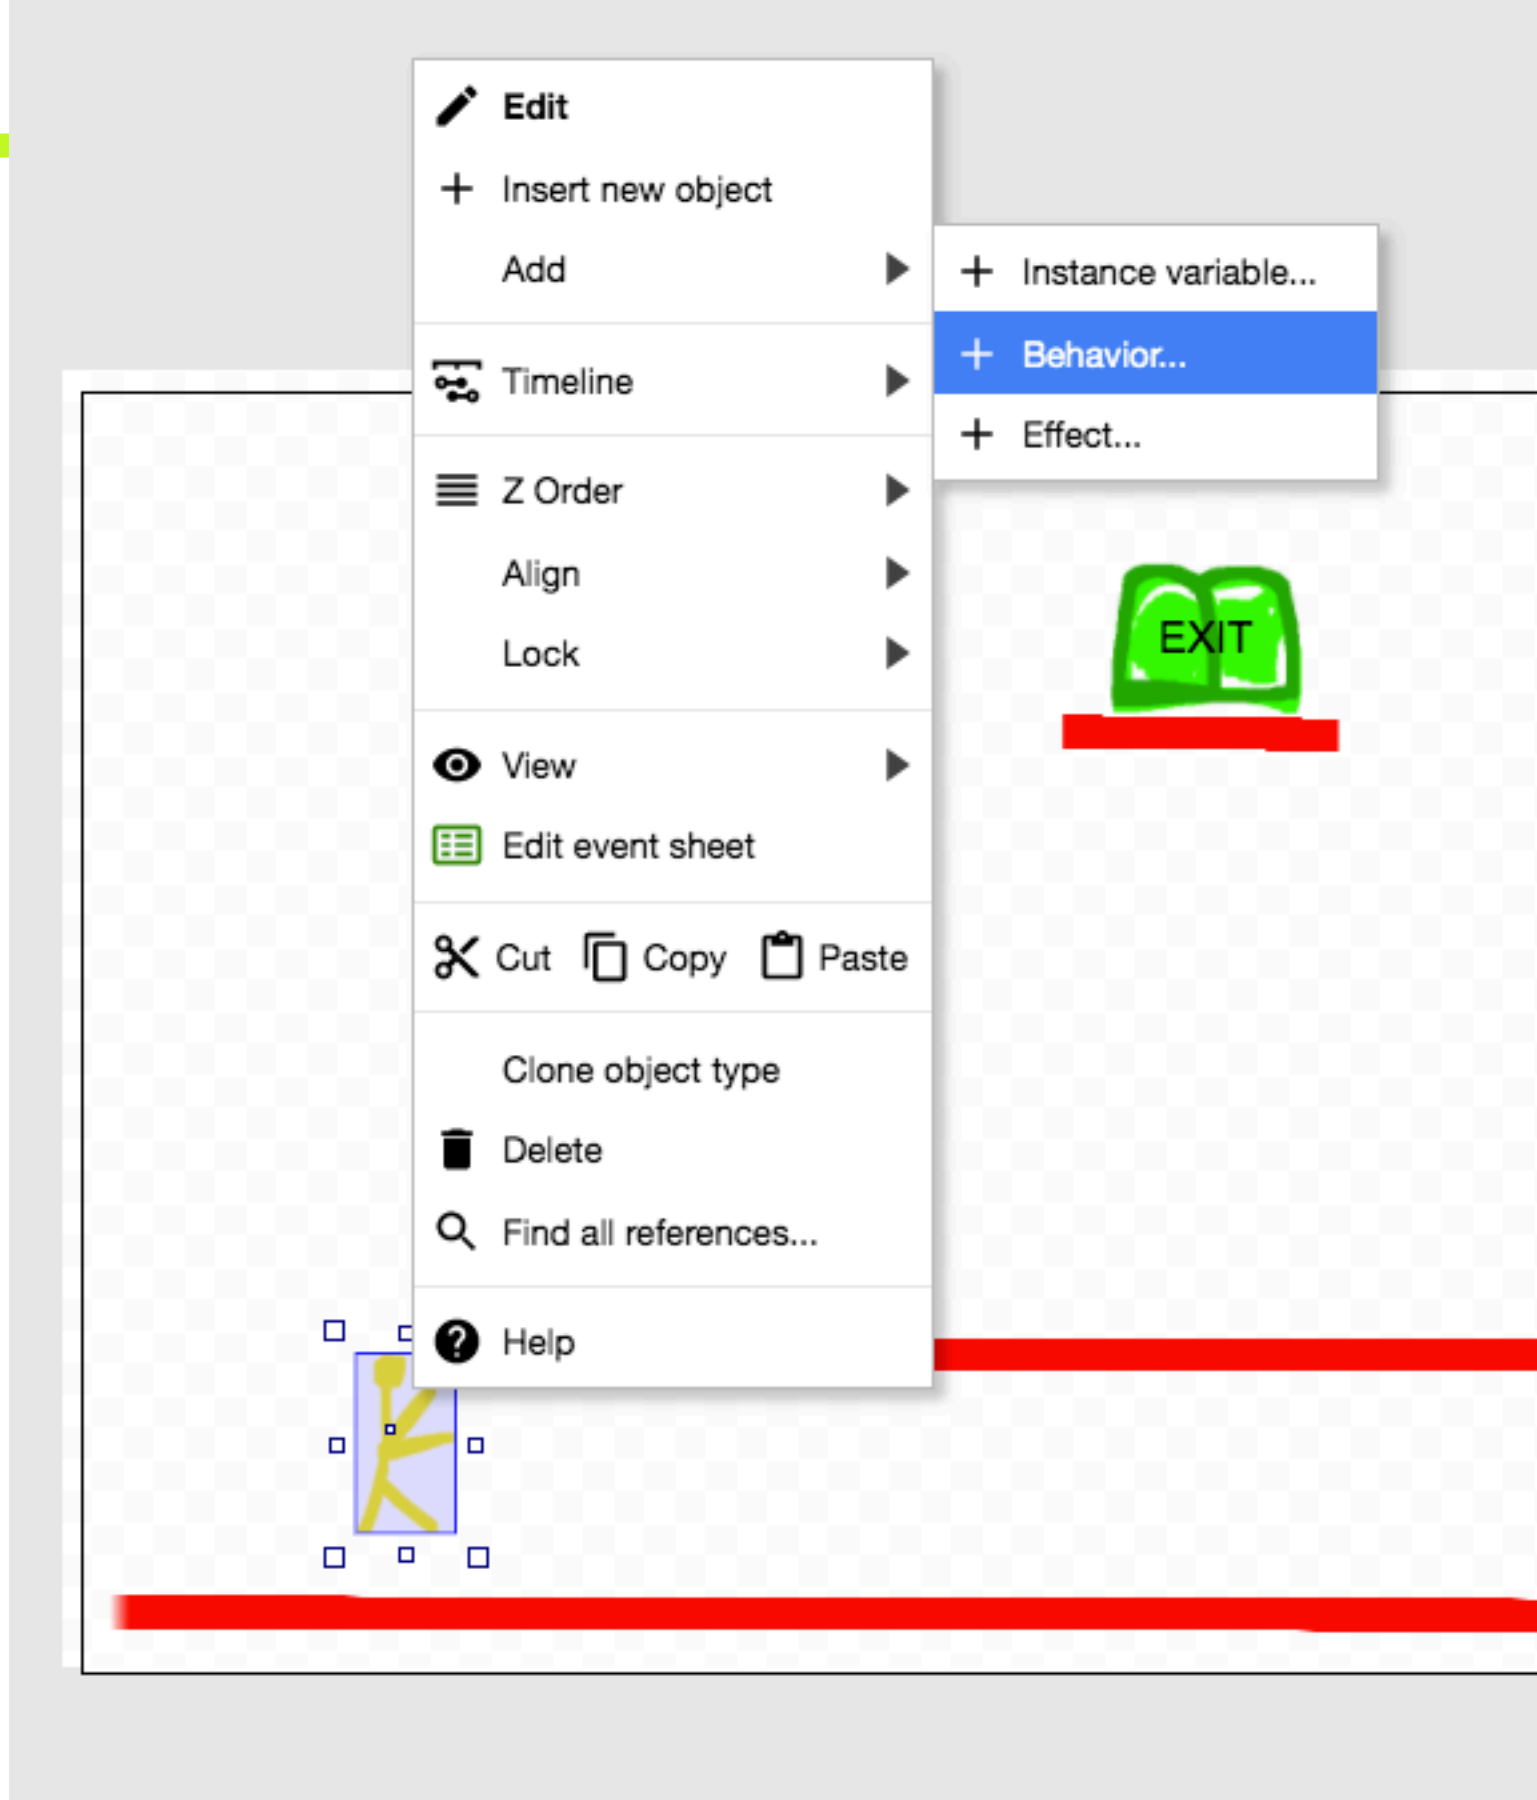 Edit
Insert new object
Add
Instance variable...
Behavior...
Effect...
Timeline
Z Order
Align
Lock
EXIT
View
Edit event sheet
Cut Copy Paste
Clone object type
Delete
Find all references...
Help